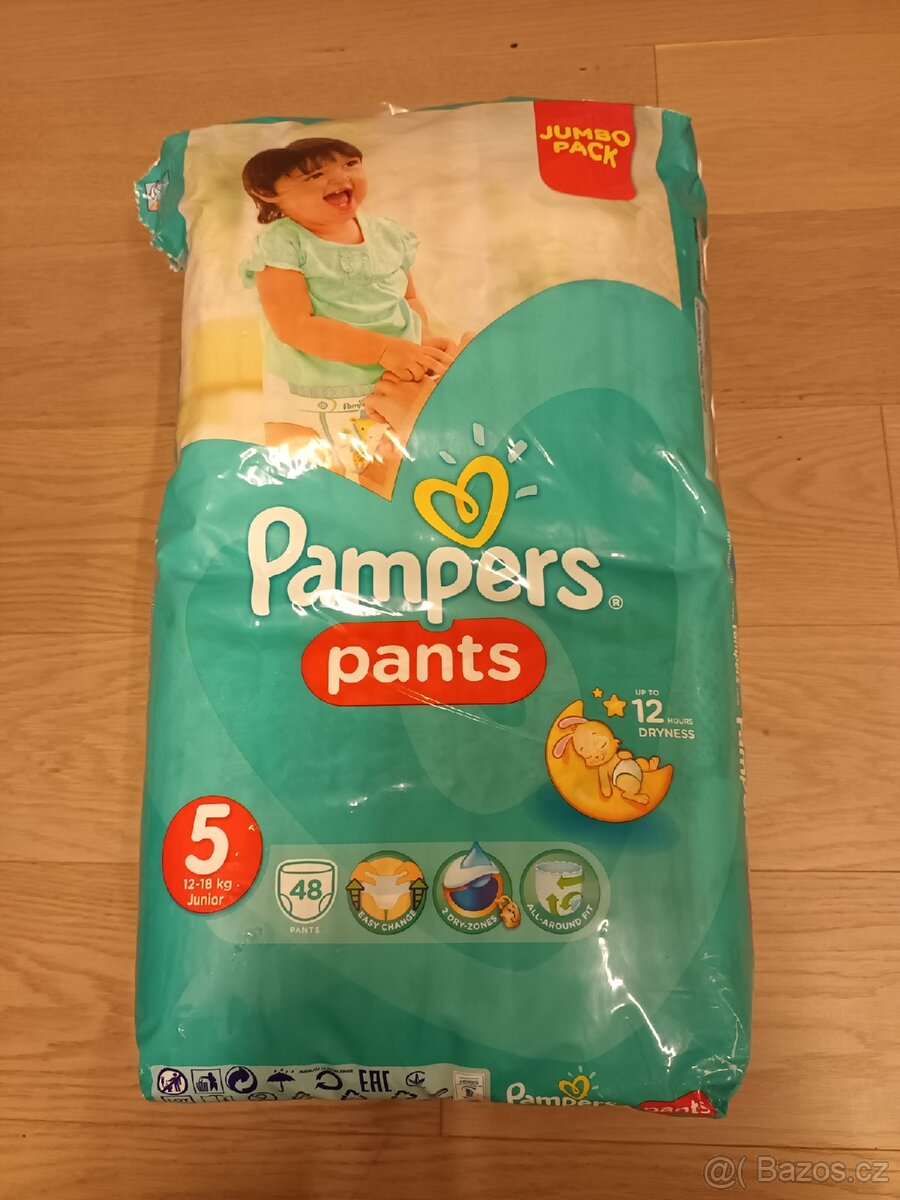 JUMBO
PACK
Pampers®
pants
UP TO
12 HOURS
DRYNESS
5
12-18 kg
Junior
48
PANTS
EASY CHANGE
2 DRY-ZONES
ALL-AROUND FIT
EAC
Pampers
pants
@( Bazos.cz